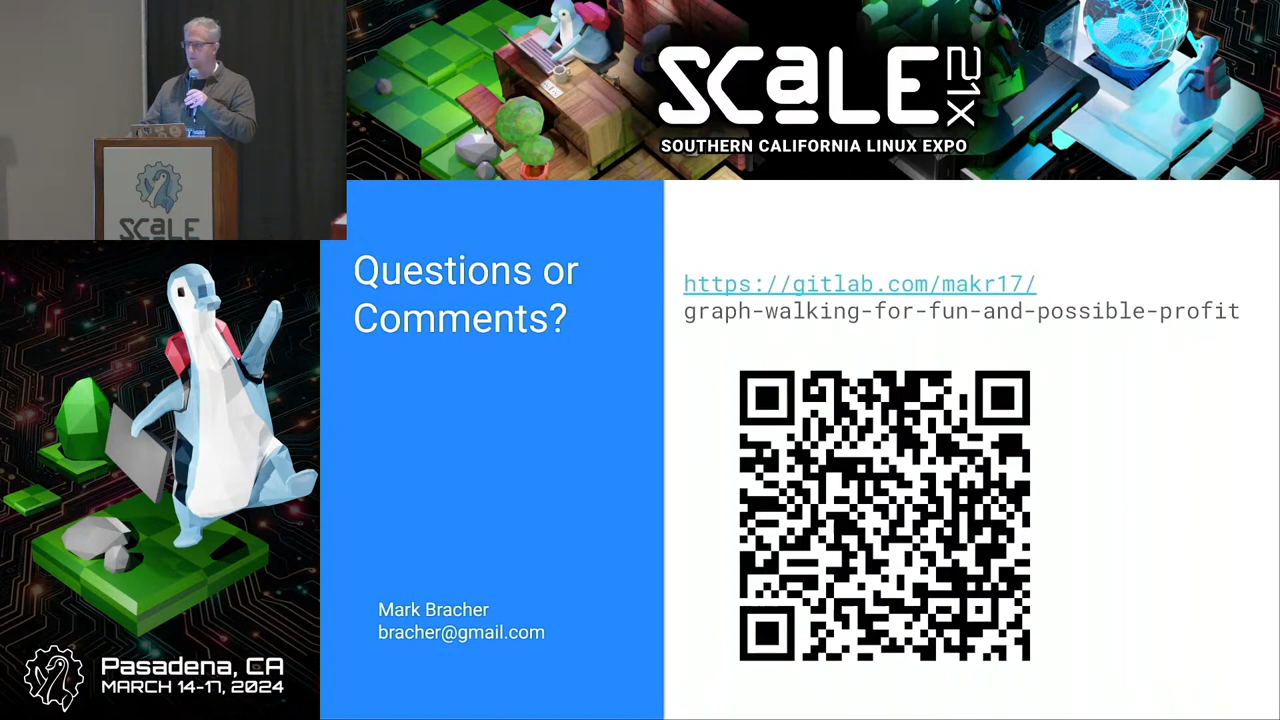 SCaLE 21X
SOUTHERN CALIFORNIA LINUX EXPO
SCaLE
Questions or
Comments?
https://gitlab.com/makr17/
graph-walking-for-fun-and-possible-profit
Mark Bracher
bracher@gmail.com
Pasadena, CA
MARCH 14-17, 2024